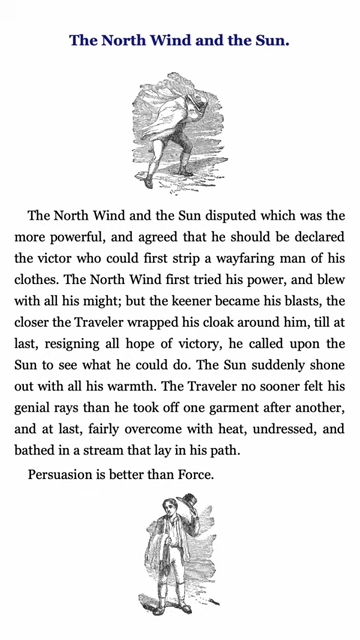 The North Wind and the Sun.
The North Wind and the Sun disputed which was the
more powerful, and agreed that he should be declared
the victor who could first strip a wayfaring man of his
clothes. The North Wind first tried his power, and blew
with all his might; but the keener became his blasts, the
closer the Traveler wrapped his cloak around him, till at
last, resigning all hope of victory, he called upon the
Sun to see what he could do. The Sun suddenly shone
out with all his warmth. The Traveler no sooner felt his
genial rays than he took off one garment after another,
and at last, fairly overcome with heat, undressed, and
bathed in a stream that lay in his path.
Persuasion is better than Force.